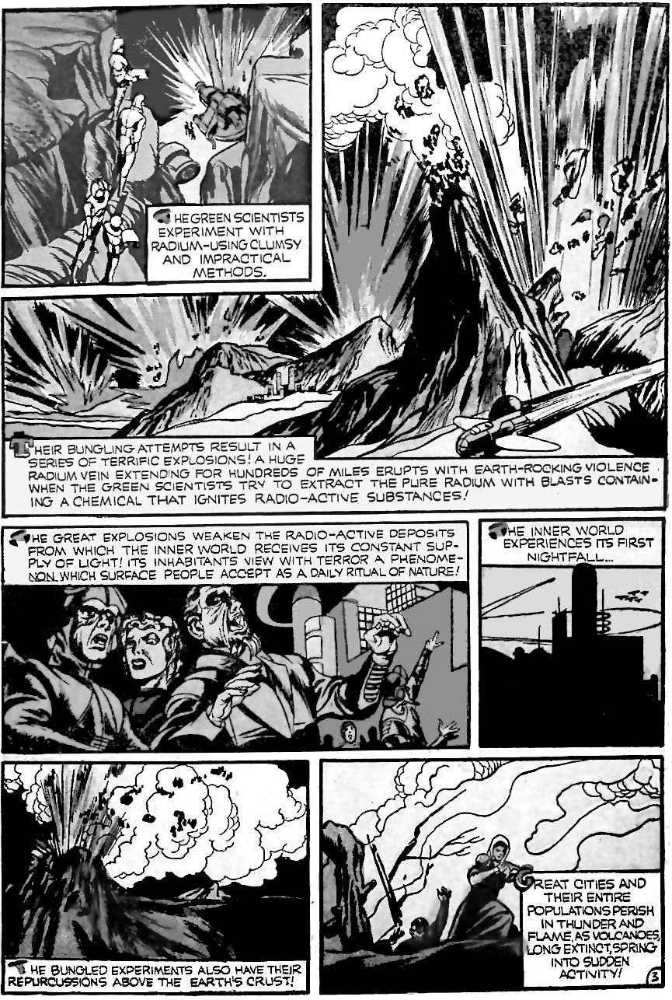 THE GREEN SCIENTISTS
EXPERIMENT WITH
RADIUM-USING CLUMSY
AND IMPRACTICAL
METHODS.
THEIR BUNGLING ATTEMPTS RESULT IN A
SERIES OF TERRIFIC EXPLOSIONS! A HUGE
RADIUM VEIN EXTENDING FOR HUNDREDS OF MILES ERUPTS WITH EARTH-ROCKING VIOLENCE
WHEN THE GREEN SCIENTISTS TRY TO EXTRACT THE PURE RADIUM WITH BLASTS CONTAIN-
ING A CHEMICAL THAT IGNITES RADIO-ACTIVE SUBSTANCES!
THE GREAT EXPLOSIONS WEAKEN THE RADIO-ACTIVE DEPOSITS
FROM WHICH THE INNER WORLD RECEIVES ITS CONSTANT SUP-
PLY OF LIGHT! ITS INHABITANTS VIEW WITH TERROR A PHENOME-
NON WHICH SURFACE PEOPLE ACCEPT AS A DAILY RITUAL OF NATURE!
THE INNER WORLD
EXPERIENCES ITS FIRST
NIGHTFALL...
THE BUNGLED EXPERIMENTS ALSO HAVE THEIR
REPURCUSSIONS ABOVE THE EARTH'S CRUST!
GREAT CITIES AND
THEIR ENTIRE
POPULATIONS PERISH
IN THUNDER AND
FLAME, AS VOLCANOES,
LONG EXTINCT, SPRING
INTO SUDDEN
ACTIVITY!
3